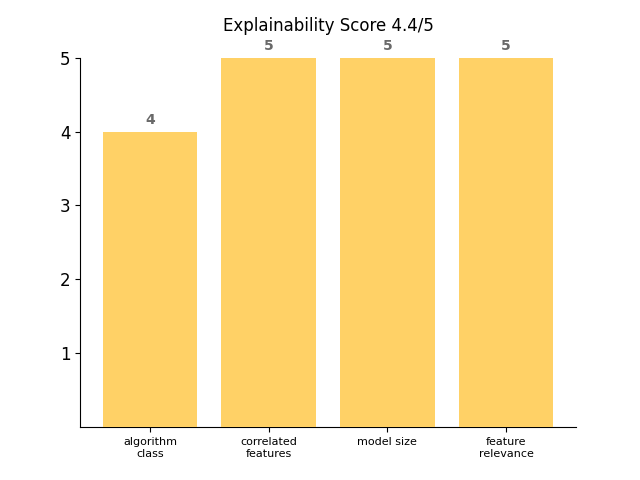 Explainability Score 4.4/5
5
5
5
5
4
4
3
2
1
algorithm
class
correlated
features
model size
feature
relevance